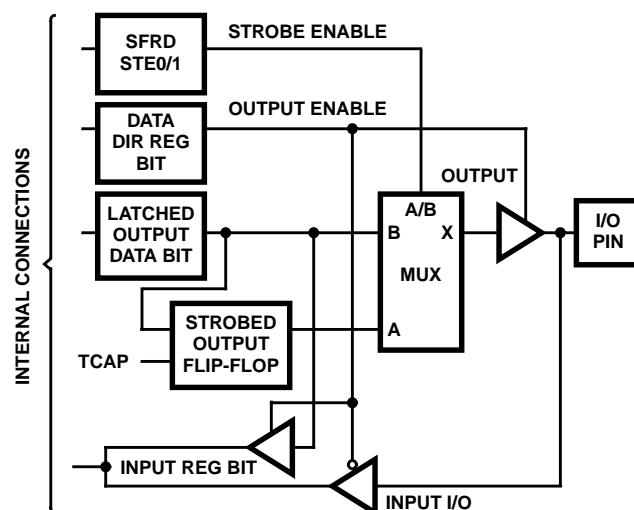 SFRD
STE0/1
STROBE ENABLE
DATA
DIR REG
BIT
OUTPUT ENABLE
OUTPUT
LATCHED
OUTPUT
DATA BIT
A/B
B
X
MUX
A
I/O
PIN
STROBED
OUTPUT
FLIP-FLOP
TCAP
INPUT REG BIT
INPUT I/O
INTERNAL CONNECTIONS